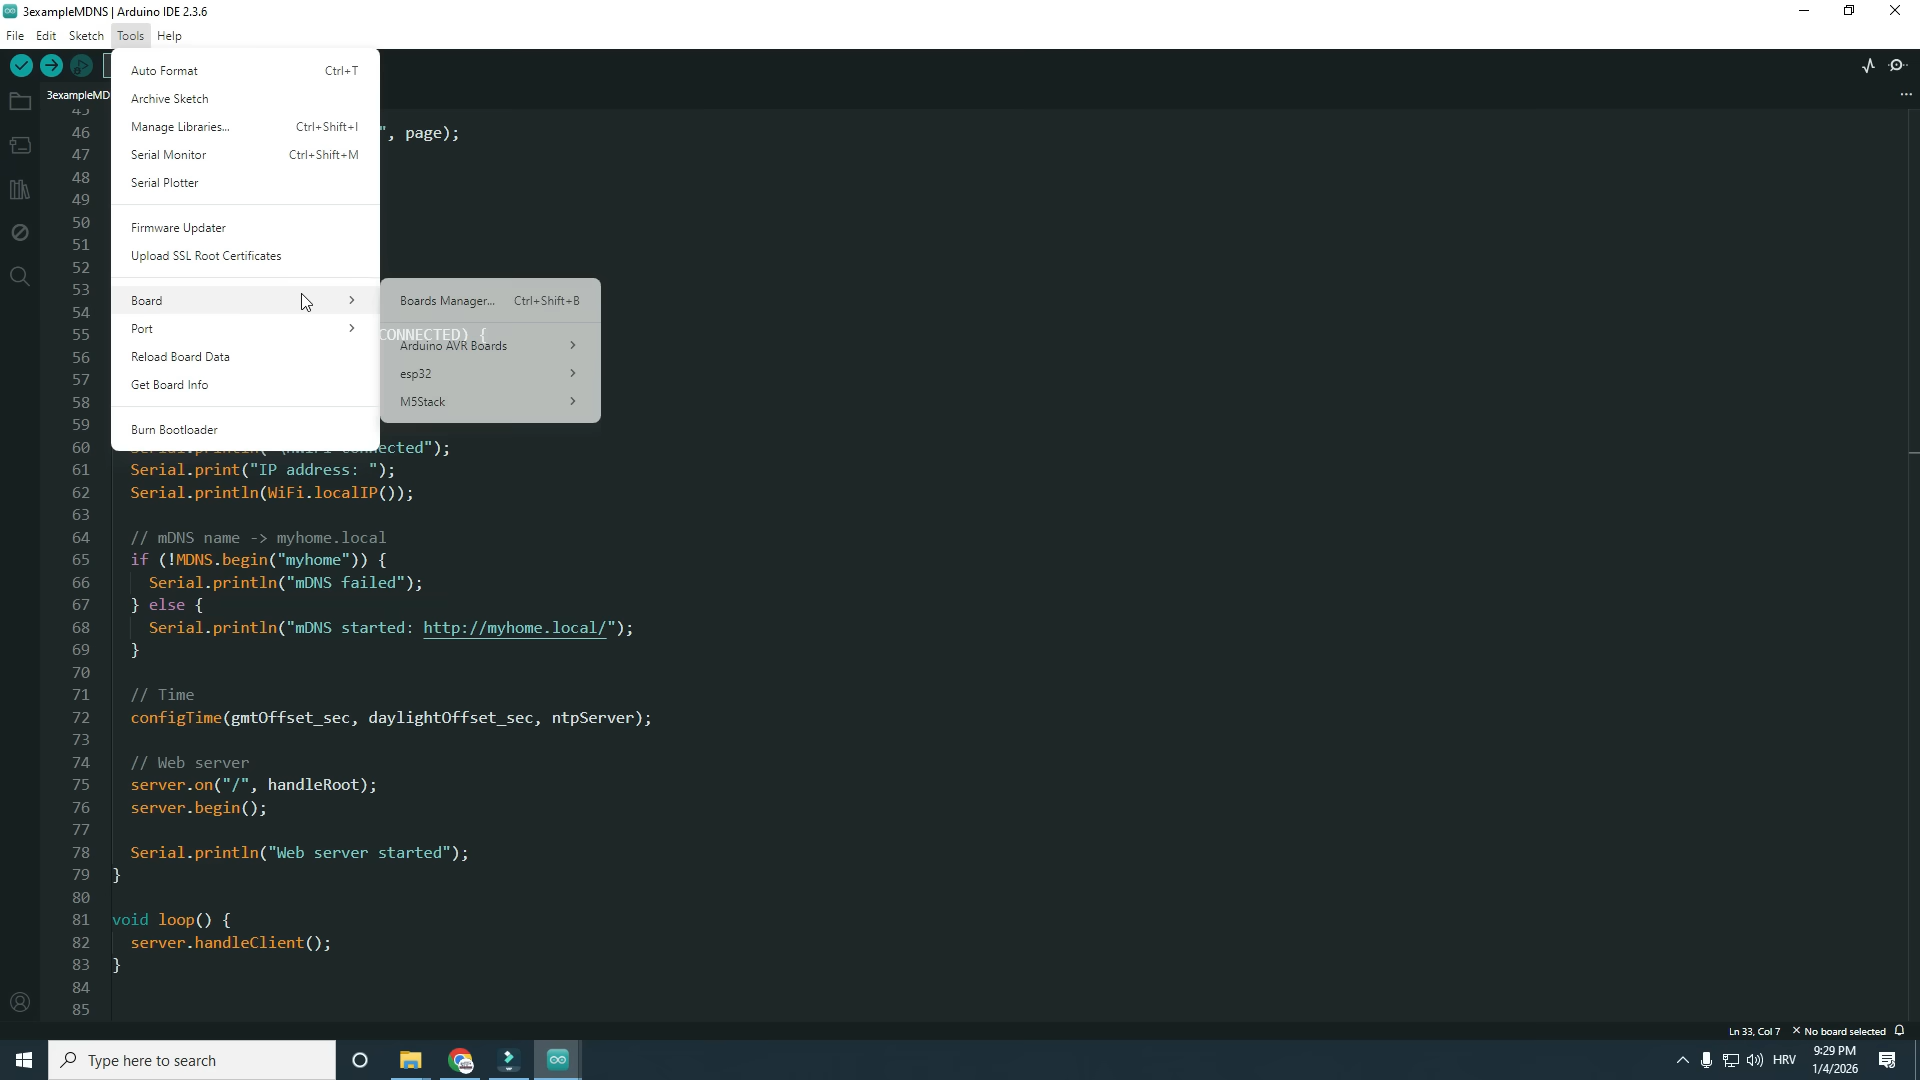 3exampleMDNS | Arduino IDE 2.3.6
File Edit Sketch Tools Help
3exampleMD
Auto Format Ctrl+T
Archive Sketch
Manage Libraries... Ctrl+Shift+I
Serial Monitor Ctrl+Shift+M
Serial Plotter
Firmware Updater
Upload SSL Root Certificates
Board
Port
Reload Board Data
Get Board Info
Burn Bootloader
Boards Manager... Ctrl+Shift+B
Arduino AVR Boards
esp32
M5Stack
45
46 ", page);
47
48
49
50
51
52
53
54
55 CONNECTED) {
56
57
58
59
60 ected");
61 Serial.print("IP address: ");
62 Serial.println(WiFi.localIP());
63
64 // mDNS name -> myhome.local
65 if (!MDNS.begin("myhome")) {
66 Serial.println("mDNS failed");
67 } else {
68 Serial.println("mDNS started: http://myhome.local/");
69 }
70
71 // Time
72 configTime(gmtOffset_sec, daylightOffset_sec, ntpServer);
73
74 // Web server
75 server.on("/", handleRoot);
76 server.begin();
77
78 Serial.println("Web server started");
79 }
80
81 void loop() {
82 server.handleClient();
83 }
84
85
Ln 33, Col 7 × No board selected
Type here to search
HRV
9:29 PM
1/4/2026